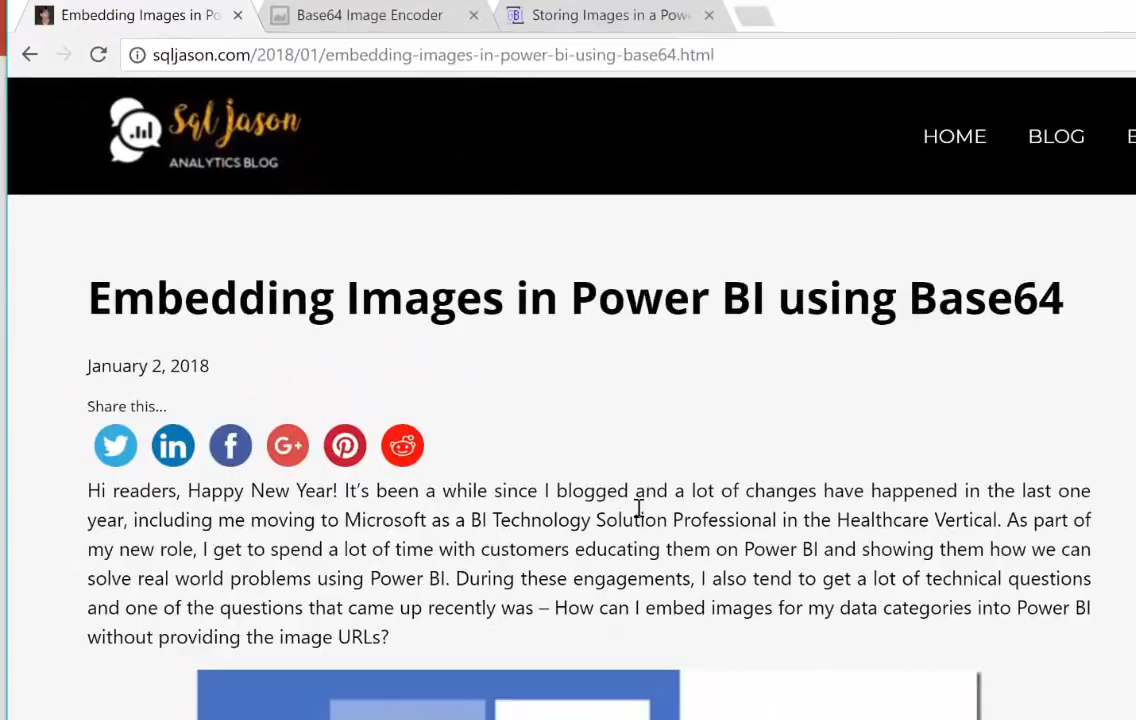 Embedding Images in Po
Base64 Image Encoder
Storing Images in a Pow
sqljason.com/2018/01/embedding-images-in-power-bi-using-base64.html
Sql Jason
ANALYTICS BLOG
HOME
BLOG
E
Embedding Images in Power BI using Base64
January 2, 2018
Share this...
Hi readers, Happy New Year! It’s been a while since I blogged and a lot of changes have happened in the last one
year, including me moving to Microsoft as a BI Technology Solution Professional in the Healthcare Vertical. As part of
my new role, I get to spend a lot of time with customers educating them on Power BI and showing them how we can
solve real world problems using Power BI. During these engagements, I also tend to get a lot of technical questions
and one of the questions that came up recently was – How can I embed images for my data categories into Power BI
without providing the image URLs?